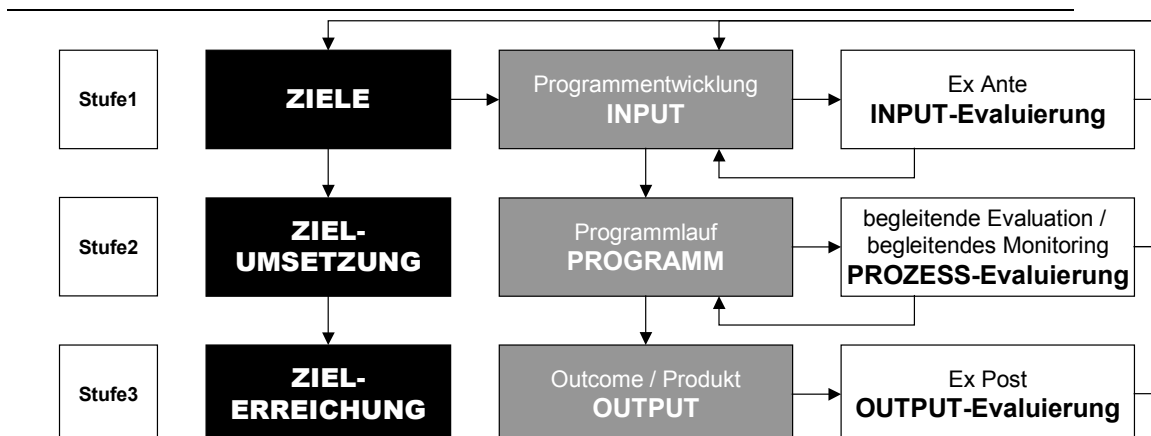 Stufe1
ZIELE
Programmentwicklung
INPUT
Ex Ante
INPUT-Evaluierung
Stufe2
ZIEL-
UMSETZUNG
Programmlauf
PROGRAMM
begleitende Evaluation /
begleitendes Monitoring
PROZESS-Evaluierung
Stufe3
ZIEL-
ERREICHUNG
Outcome / Produkt
OUTPUT
Ex Post
OUTPUT-Evaluierung